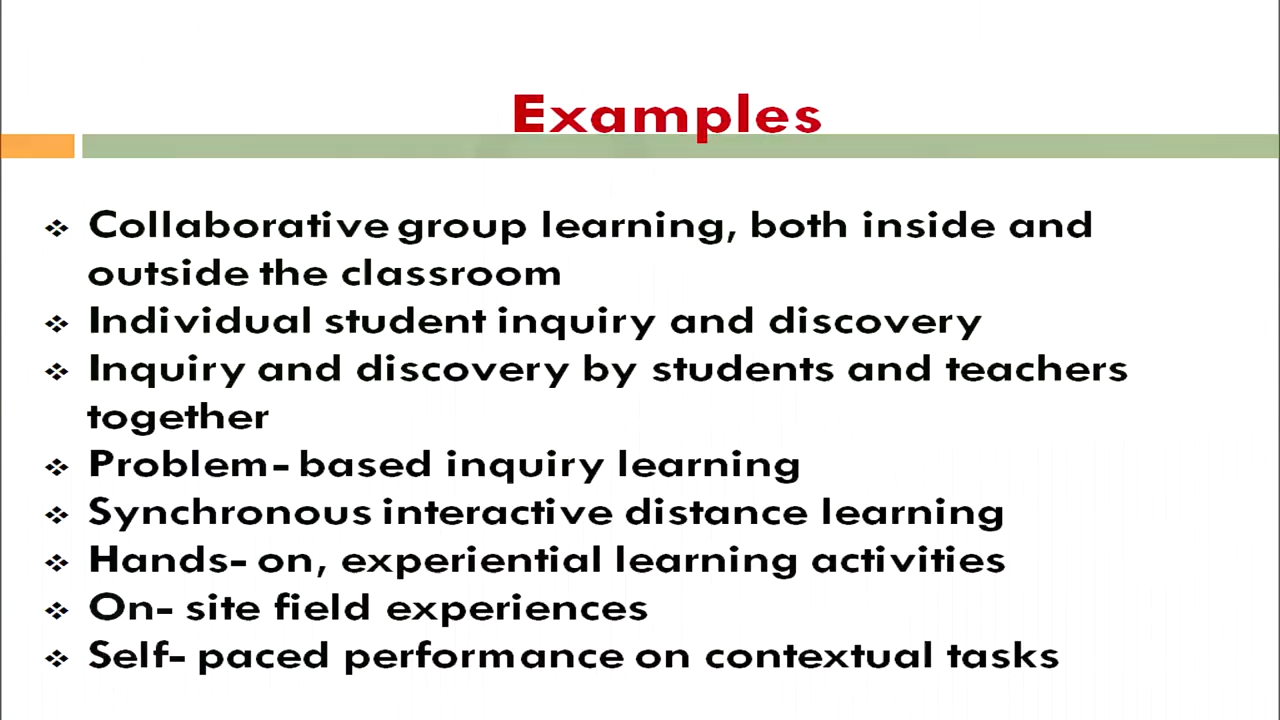 Examples
❖ Collaborative group learning, both inside and
outside the classroom
❖ Individual student inquiry and discovery
❖ Inquiry and discovery by students and teachers
together
❖ Problem- based inquiry learning
❖ Synchronous interactive distance learning
❖ Hands- on, experiential learning activities
❖ On- site field experiences
❖ Self- paced performance on contextual tasks